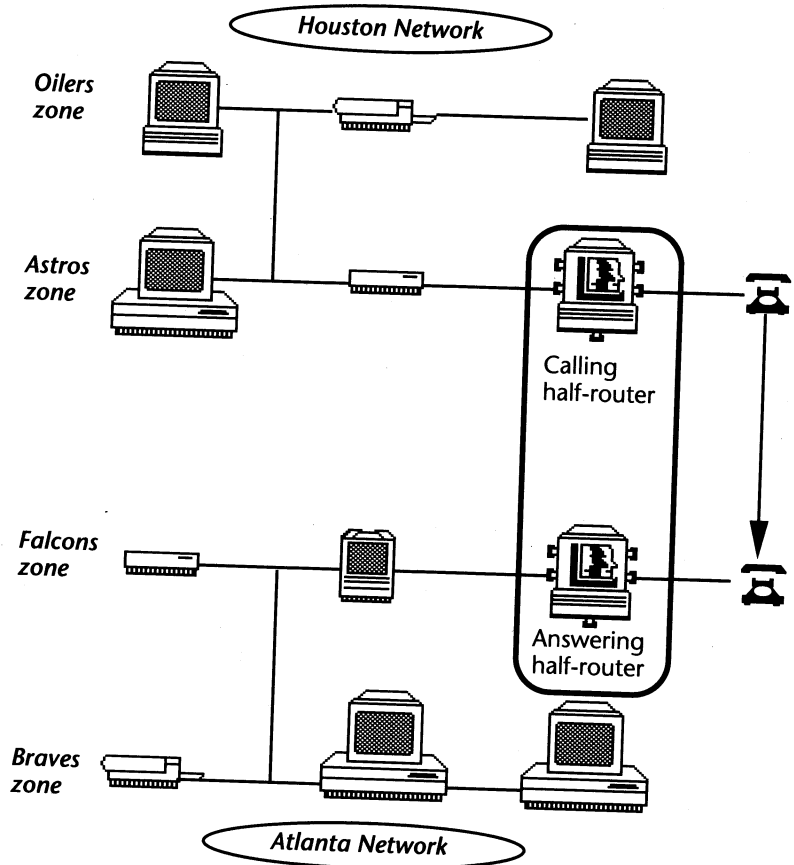 Houston Network
Oilers
zone
Astros
zone
Calling
half-router
Falcons
zone
Answering
half-router
Braves
zone
Atlanta Network